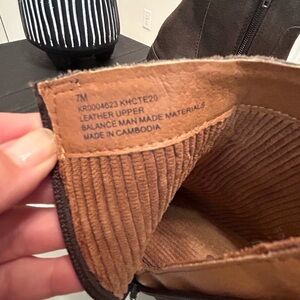 7M
KR0004623 KHCTE20
LEATHER UPPER
BALANCE MAN MADE MATERIALS
MADE IN CAMBODIA